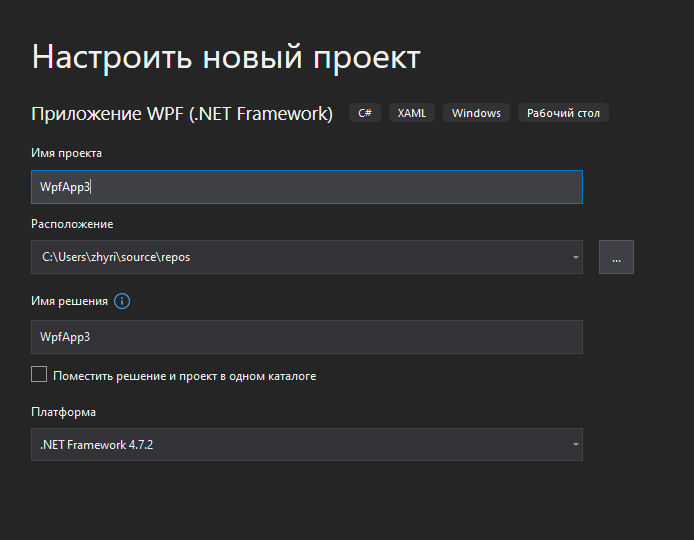 Настроить новый проект
Приложение WPF (.NET Framework) C# XAML Windows Рабочий стол
Имя проекта
WpfApp3
Расположение
C:\Users\zhyri\source\repos
...
Имя решения
WpfApp3
Поместить решение и проект в одном каталоге
Платформа
.NET Framework 4.7.2